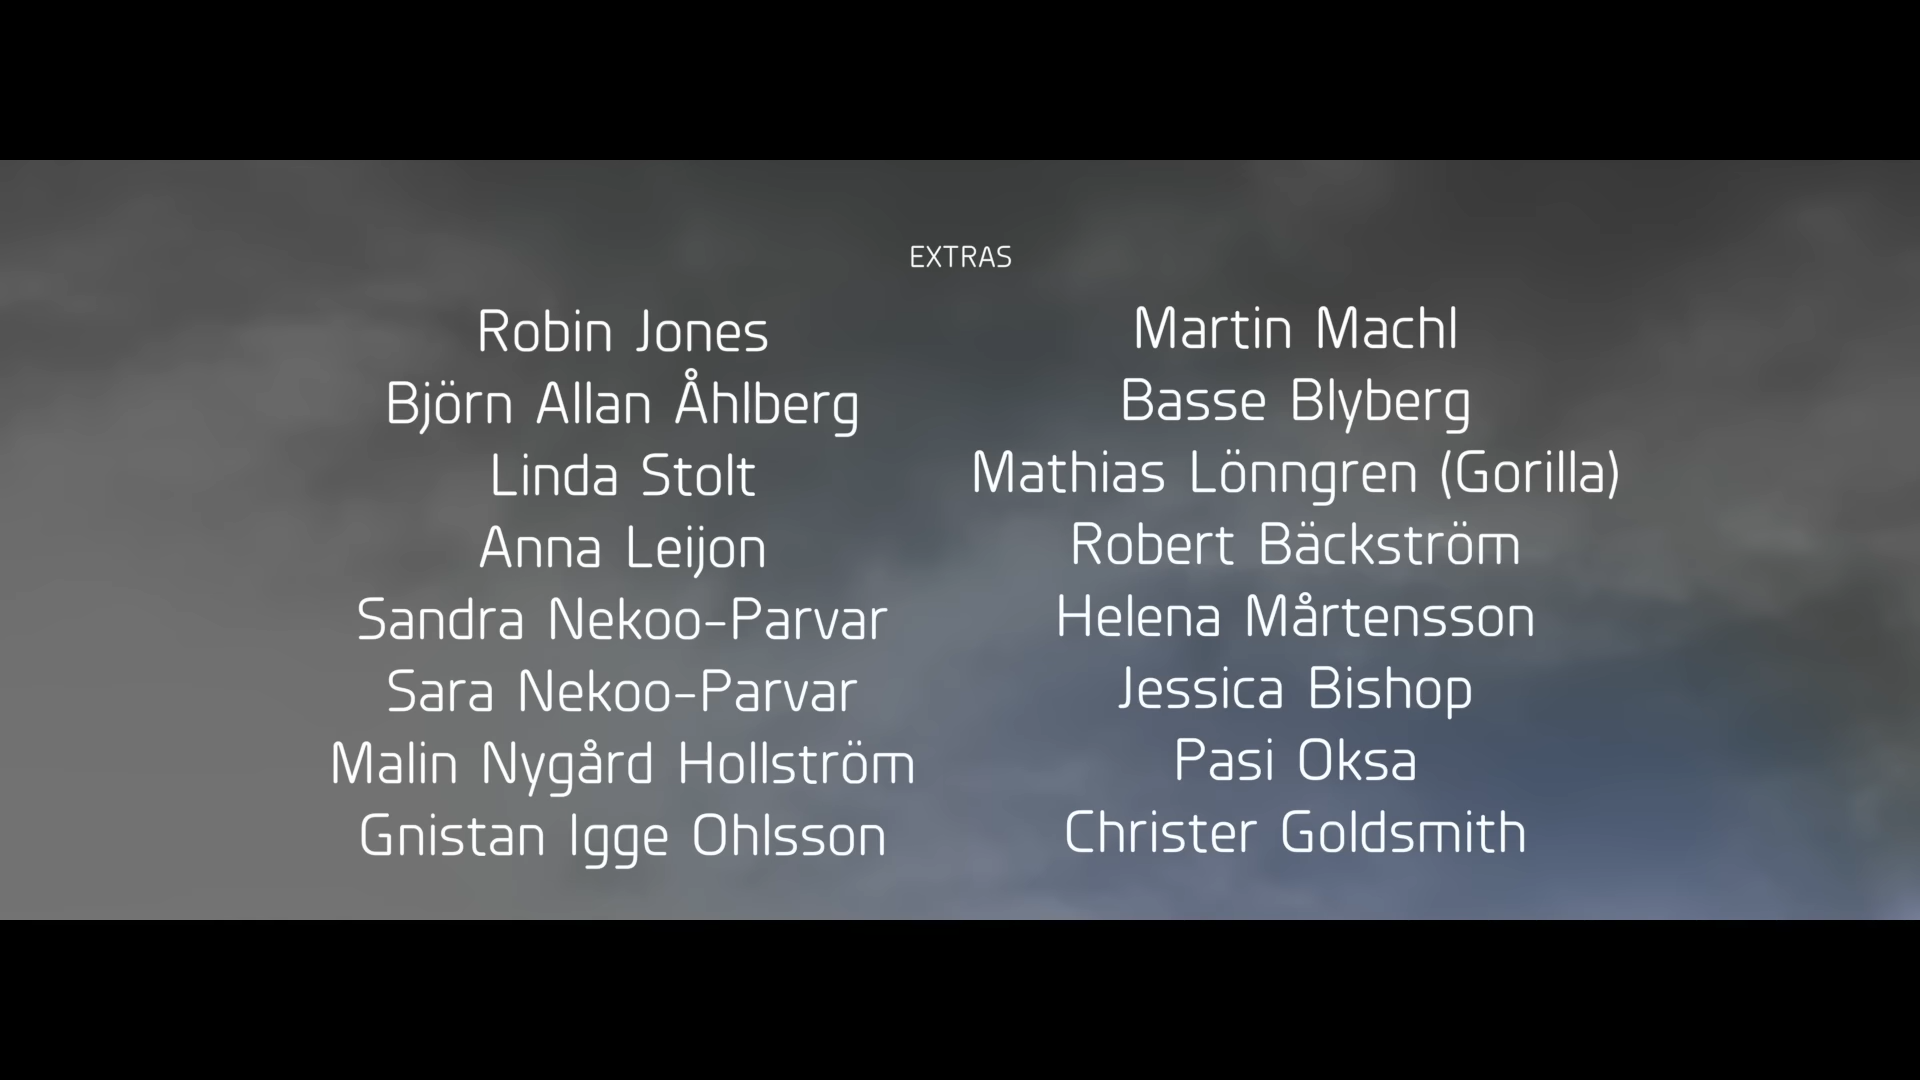 EXTRAS
Robin Jones
Björn Allan Åhlberg
Linda Stolt
Anna Leijon
Sandra Nekoo-Parvar
Sara Nekoo-Parvar
Malin Nygård Hollström
Gnistan Igge Ohlsson
Martin Machl
Basse Blyberg
Mathias Lönngren (Gorilla)
Robert Bäckström
Helena Mårtensson
Jessica Bishop
Pasi Oksa
Christer Goldsmith